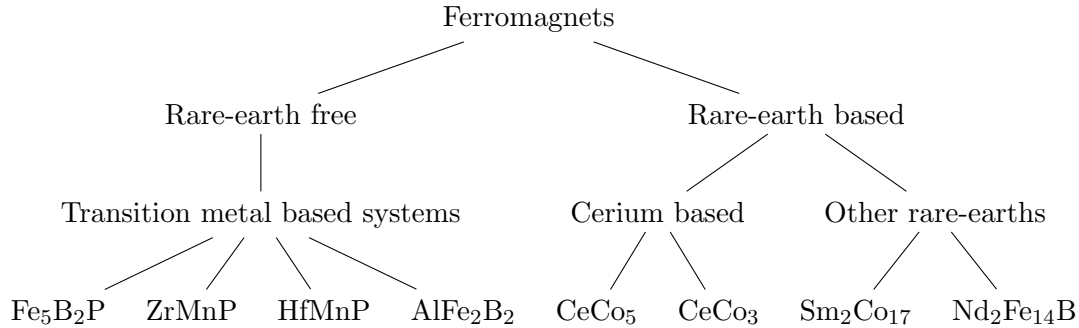 Ferromagnets
Rare-earth free Rare-earth based
Transition metal based systems Cerium based Other rare-earths
Fe₅B₂P ZrMnP HfMnP AlFe₂B₂ CeCo₅ CeCo₃ Sm₂Co₁₇ Nd₂Fe₁₄B